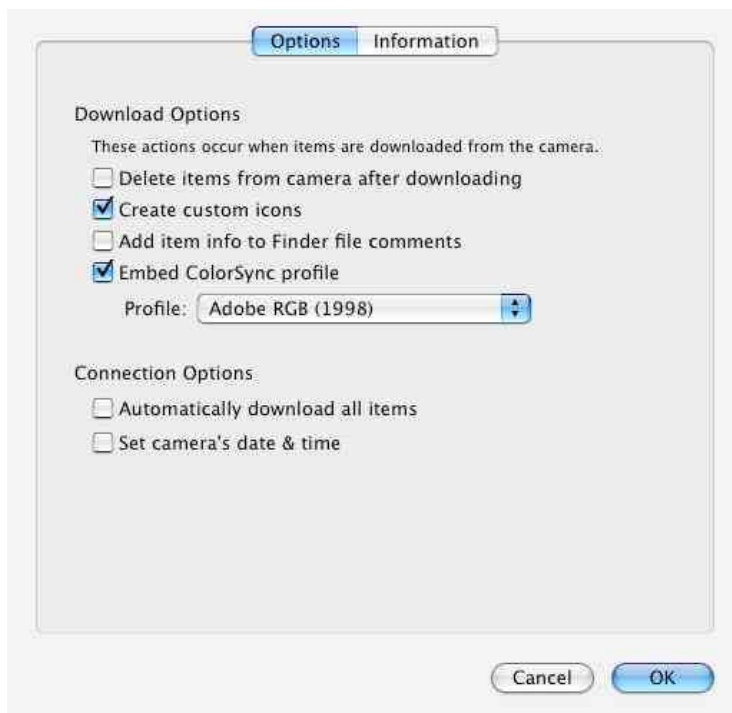 Options Information
Download Options
These actions occur when items are downloaded from the camera.
Delete items from camera after downloading
Create custom icons
Add item info to Finder file comments
Embed ColorSync profile
Profile: Adobe RGB (1998)
Connection Options
Automatically download all items
Set camera's date & time
Cancel OK